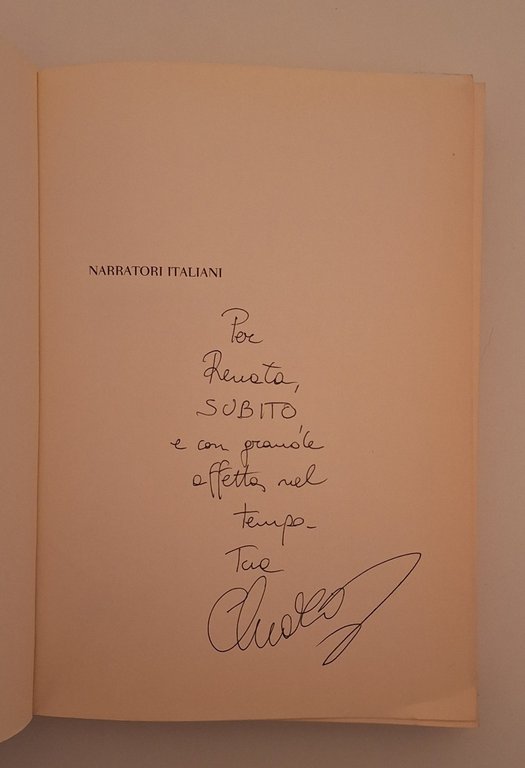 NARRATORI ITALIANI
Per
Renata,
SUBITO
e con grande
affetto, nel
tempo-
Tua